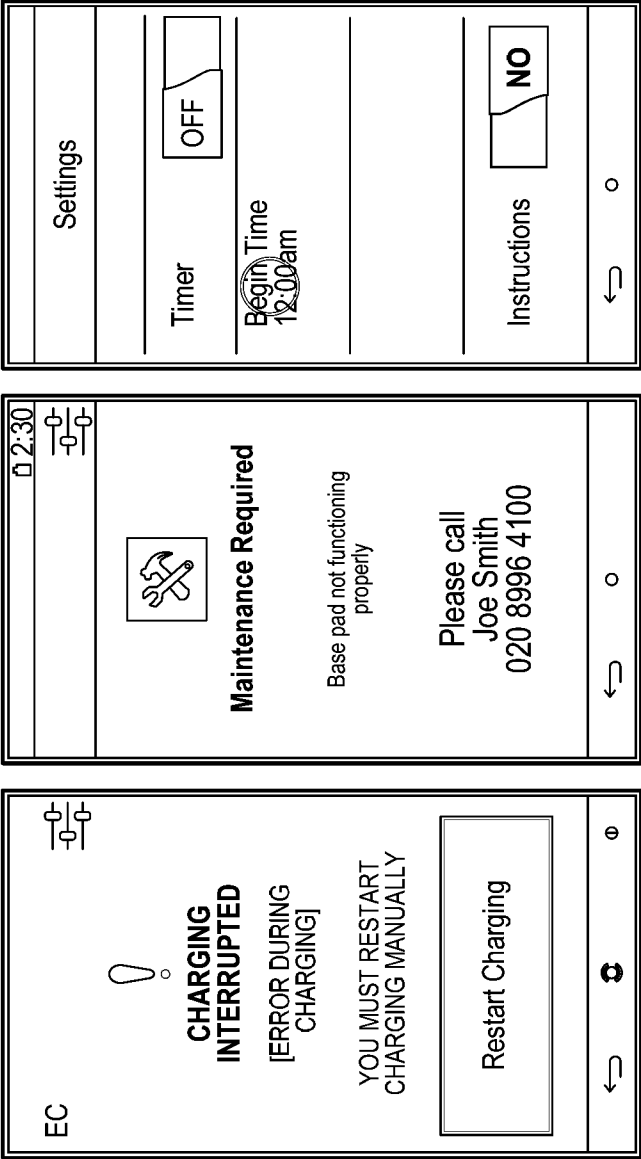 EC
CHARGING
INTERRUPTED
[ERROR DURING
CHARGING]
YOU MUST RESTART
CHARGING MANUALLY
Restart Charging
2:30
Maintenance Required
Base pad not functioning
properly
Please call
Joe Smith
020 8996 4100
Settings
Timer OFF
Begin Time
12:00am
Instructions NO